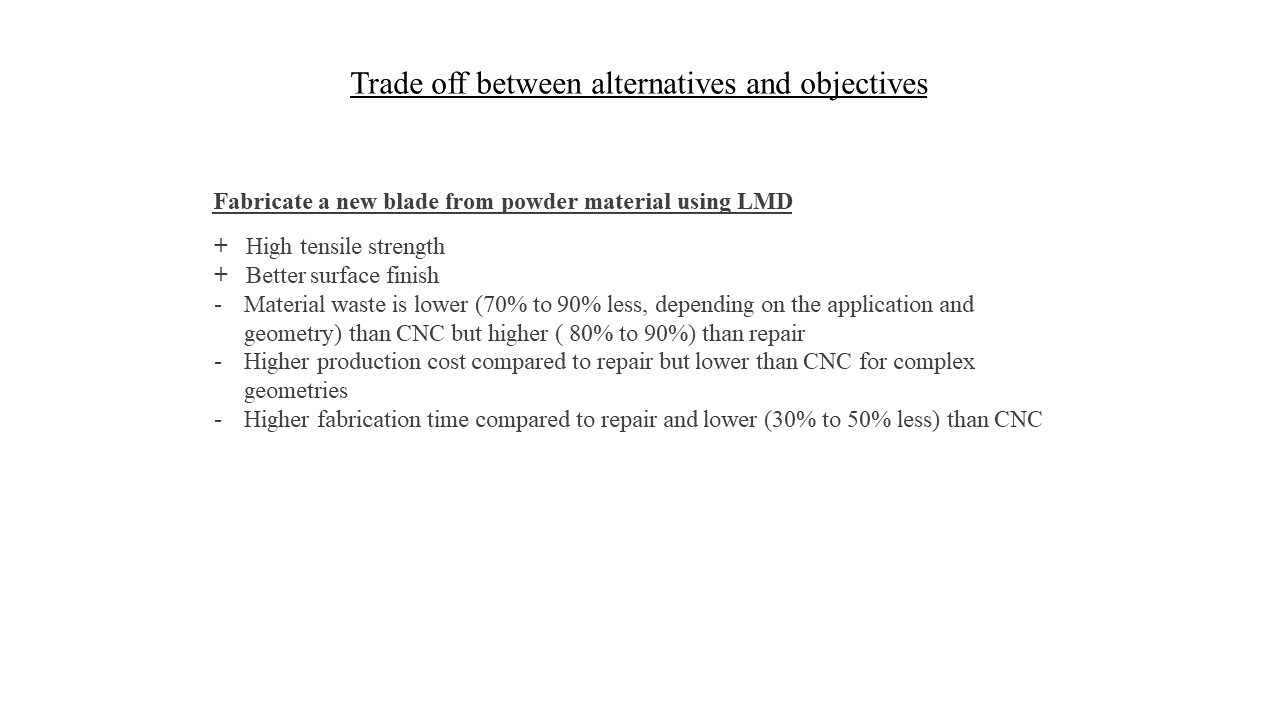 Trade off between alternatives and objectives
Fabricate a new blade from powder material using LMD
+ High tensile strength
+ Better surface finish
- Material waste is lower (70% to 90% less, depending on the application and
geometry) than CNC but higher ( 80% to 90%) than repair
- Higher production cost compared to repair but lower than CNC for complex
geometries
- Higher fabrication time compared to repair and lower (30% to 50% less) than CNC